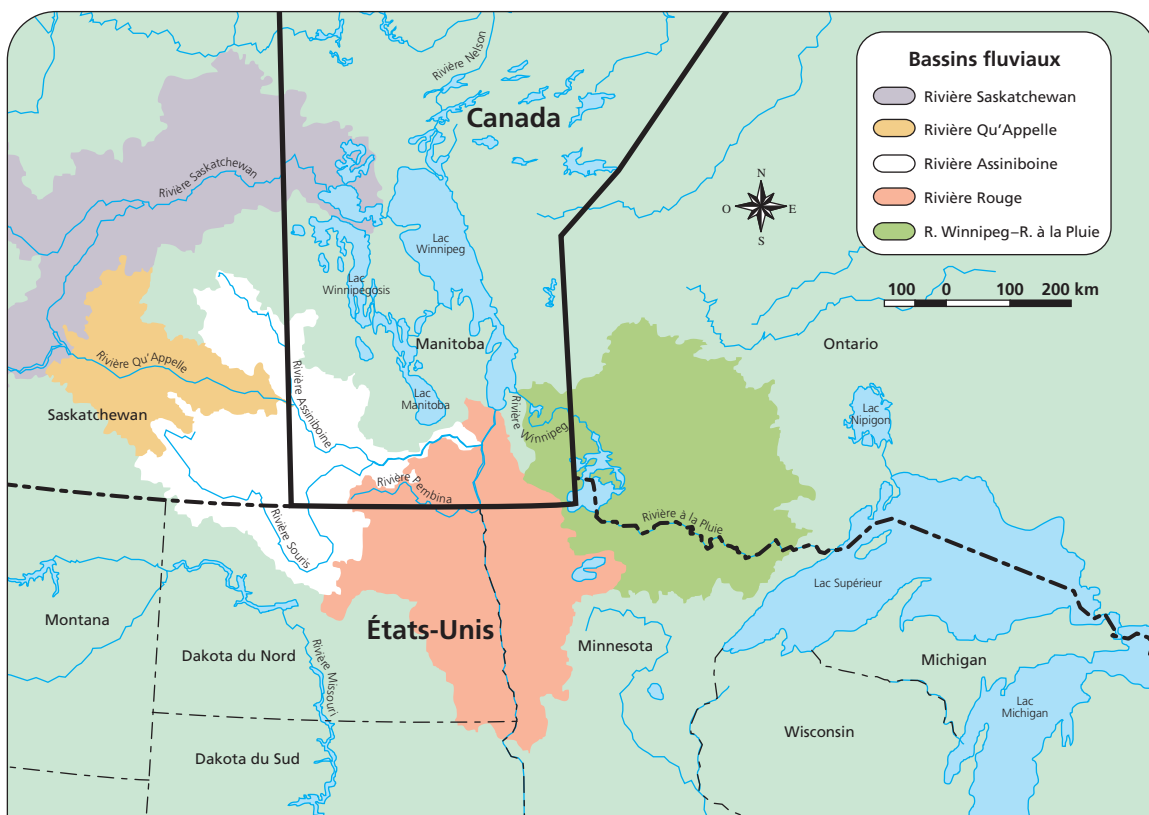 Bassins fluviaux
Rivière Saskatchewan
Rivière Qu'Appelle
Rivière Assiniboine
Rivière Rouge
R. Winnipeg–R. à la Pluie
N
O
E
S
100 0 100 200 km
Rivière Nelson
Canada
Rivière Saskatchewan
Lac
Winnipeg
Lac
Winnipegosis
Manitoba
Ontario
Rivière Qu'Appelle
Rivière Assiniboine
Lac
Manitoba
Rivière
Winnipeg
Lac
Nipigon
Saskatchewan
Rivière Pembina
Rivière Souris
Rivière à la Pluie
Lac Supérieur
Montana
États-Unis
Minnesota
Dakota du Nord
Rivière Missouri
Michigan
Lac
Michigan
Wisconsin
Dakota du Sud